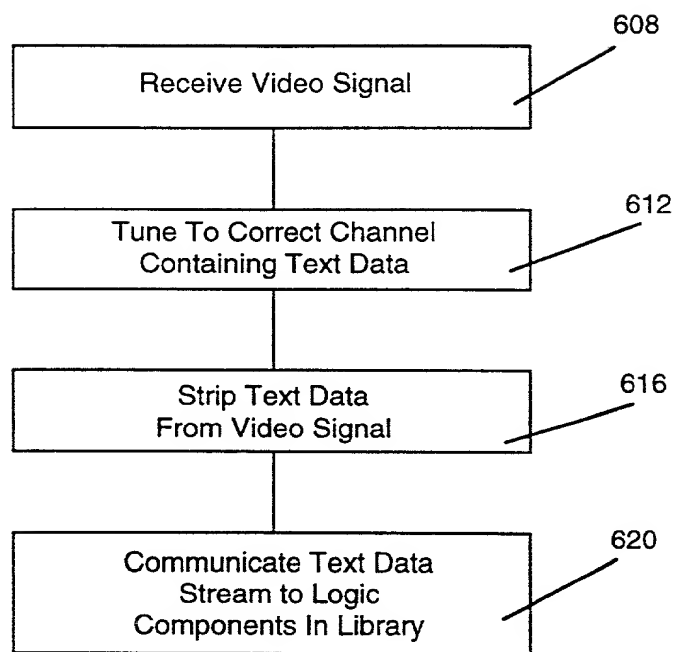 608
Receive Video Signal
612
Tune To Correct Channel
Containing Text Data
616
Strip Text Data
From Video Signal
620
Communicate Text Data
Stream to Logic
Components In Library